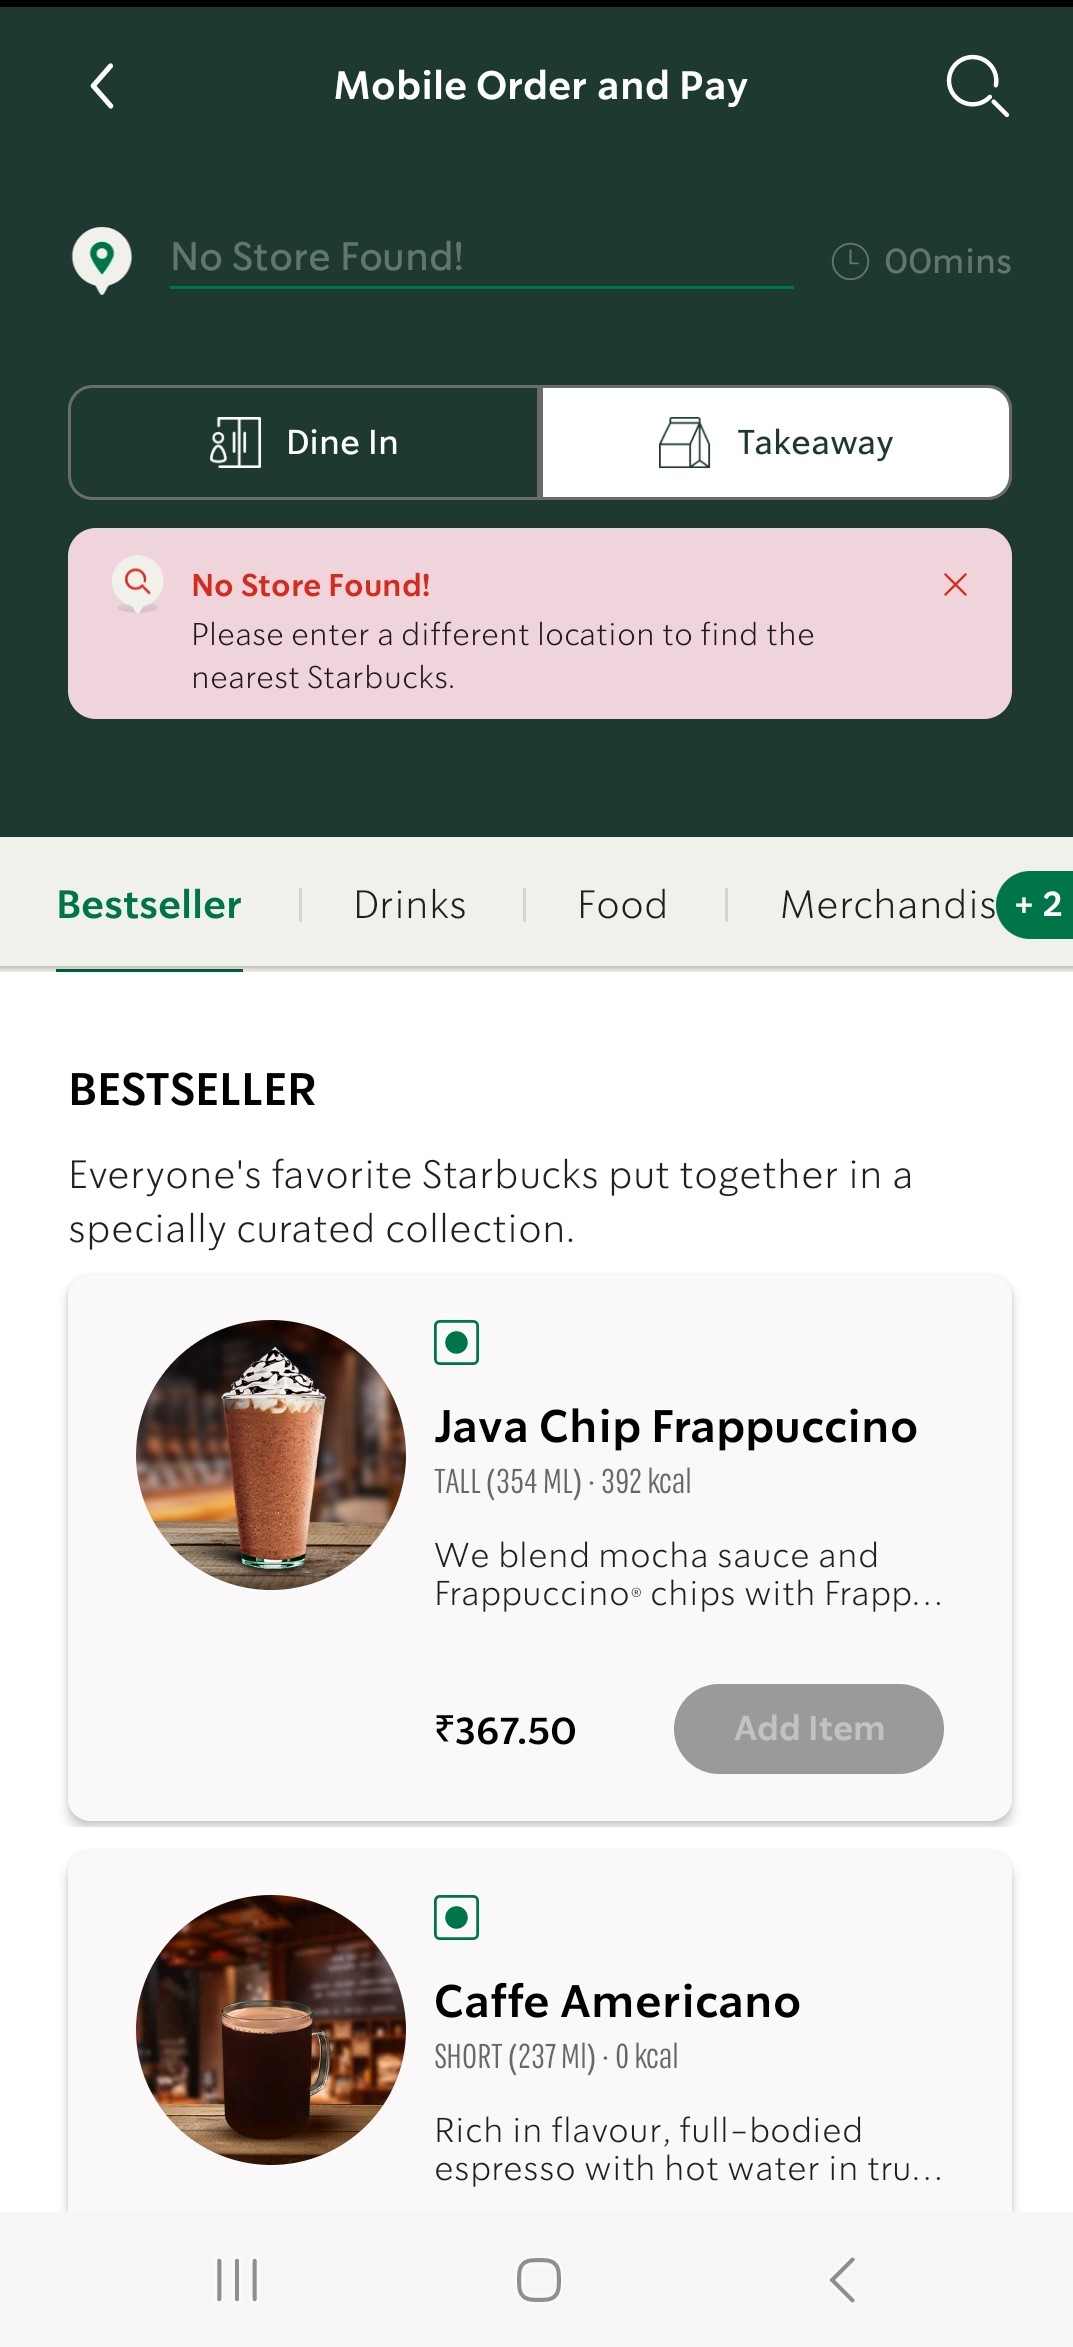 Mobile Order and Pay
No Store Found!
00mins
Dine In
Takeaway
No Store Found!
Please enter a different location to find the
nearest Starbucks.
Bestseller
Drinks
Food
Merchandis
+ 2
BESTSELLER
Everyone's favorite Starbucks put together in a
specially curated collection.
Java Chip Frappuccino
TALL (354 ML) · 392 kcal
We blend mocha sauce and
Frappuccino® chips with Frapp...
₹367.50
Add Item
Caffe Americano
SHORT (237 Ml) · 0 kcal
Rich in flavour, full-bodied
espresso with hot water in tru...